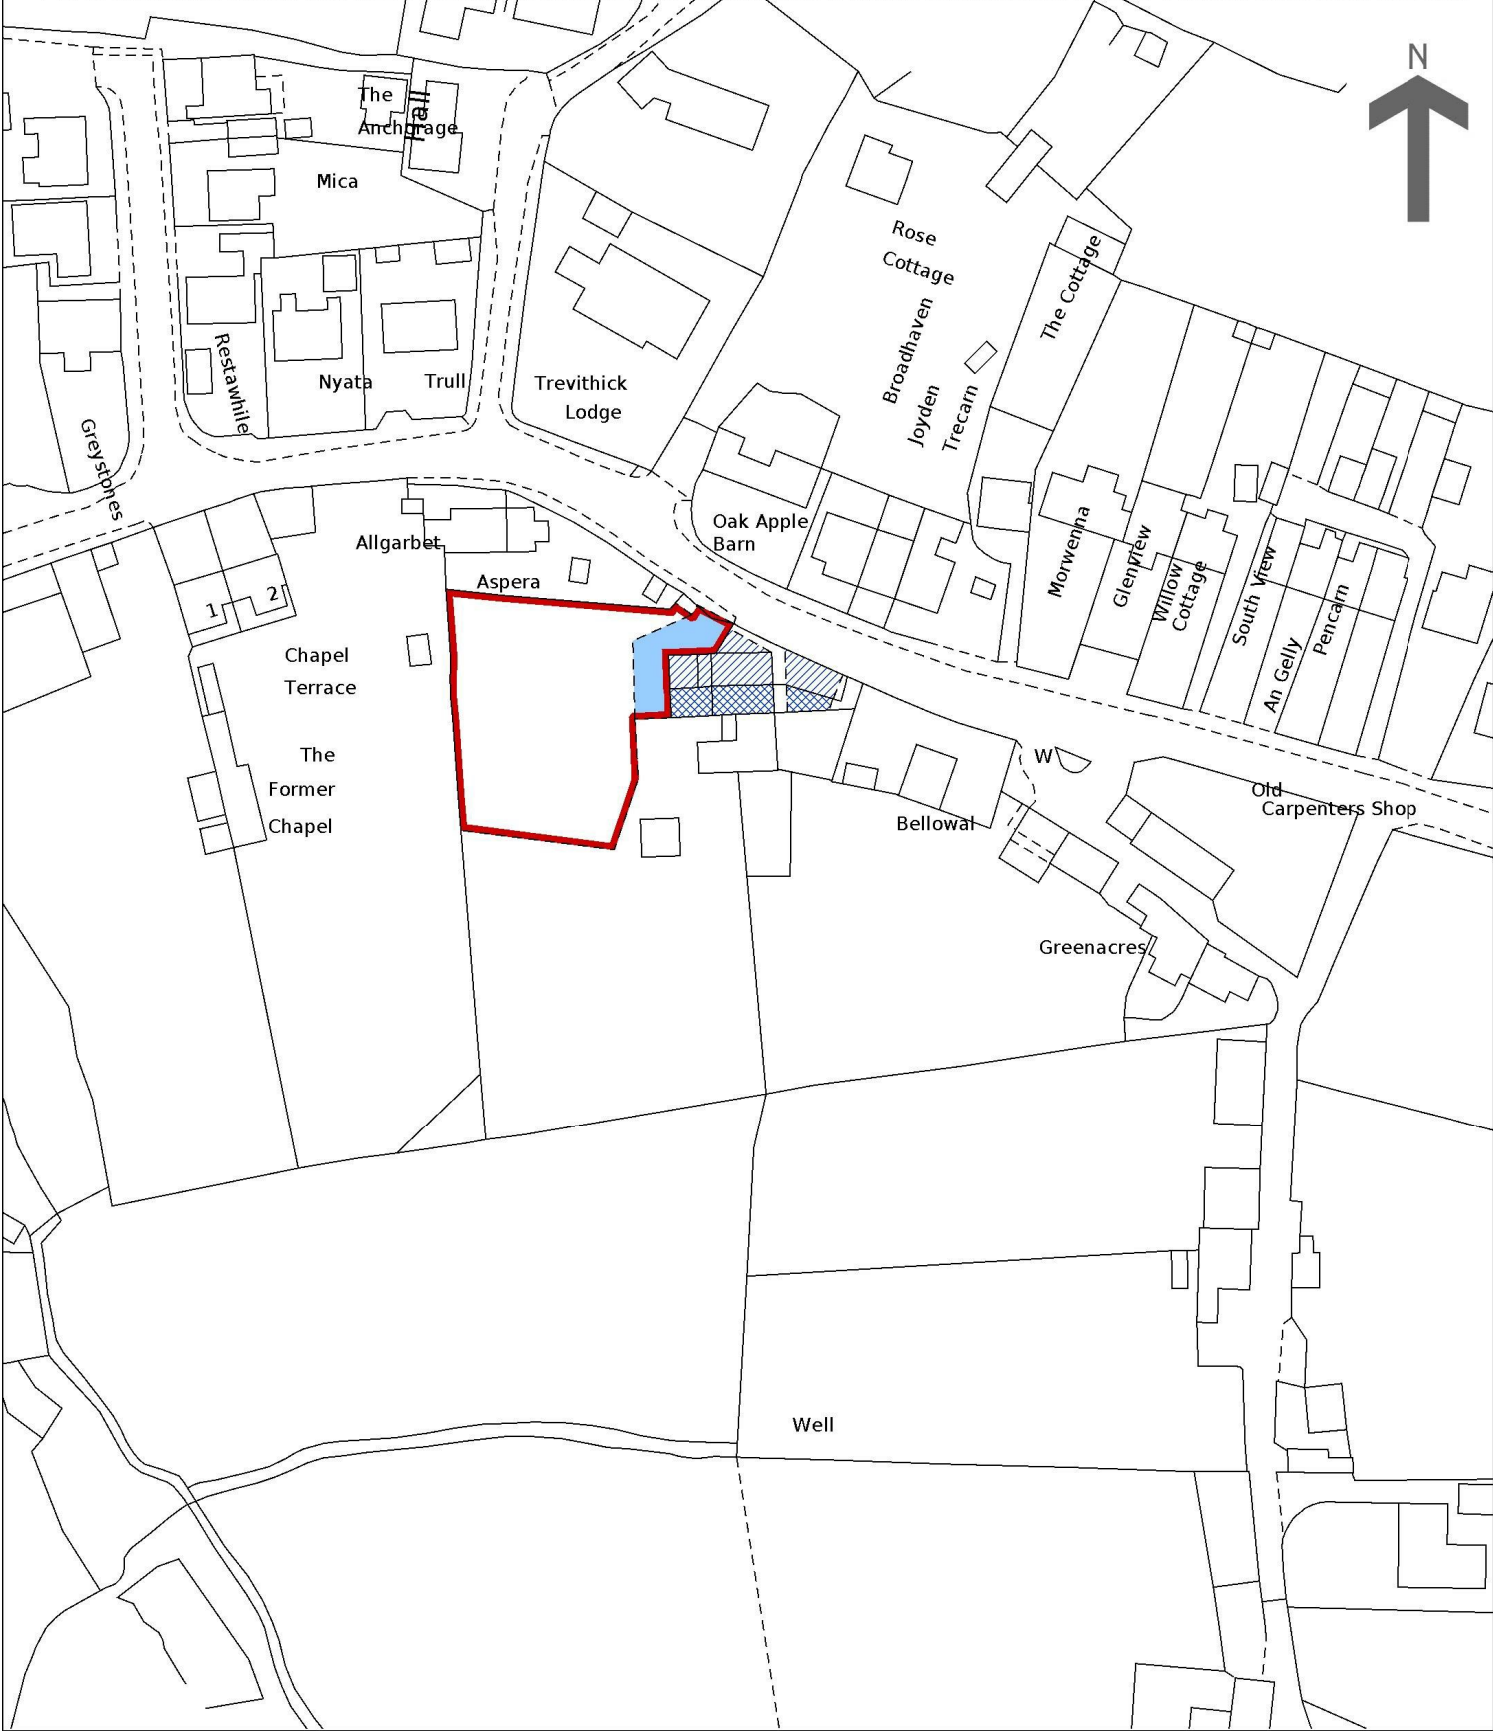 N
The
Hall
Anchorage
Mica
Rose
Cottage
The Cottage
Broadhaven
Joyden
Trecarn
Restawhile
Nyata
Trull
Trevithick
Lodge
Greystones
Oak Apple
Barn
Allgarbet
Aspera
Morwenna
Glenview
Willow
Cottage
South View
An Gelly
Pencarn
1
2
Chapel
Terrace
The
Former
Chapel
W
Old
Carpenters Shop
Bellowal
Greenacres
Well